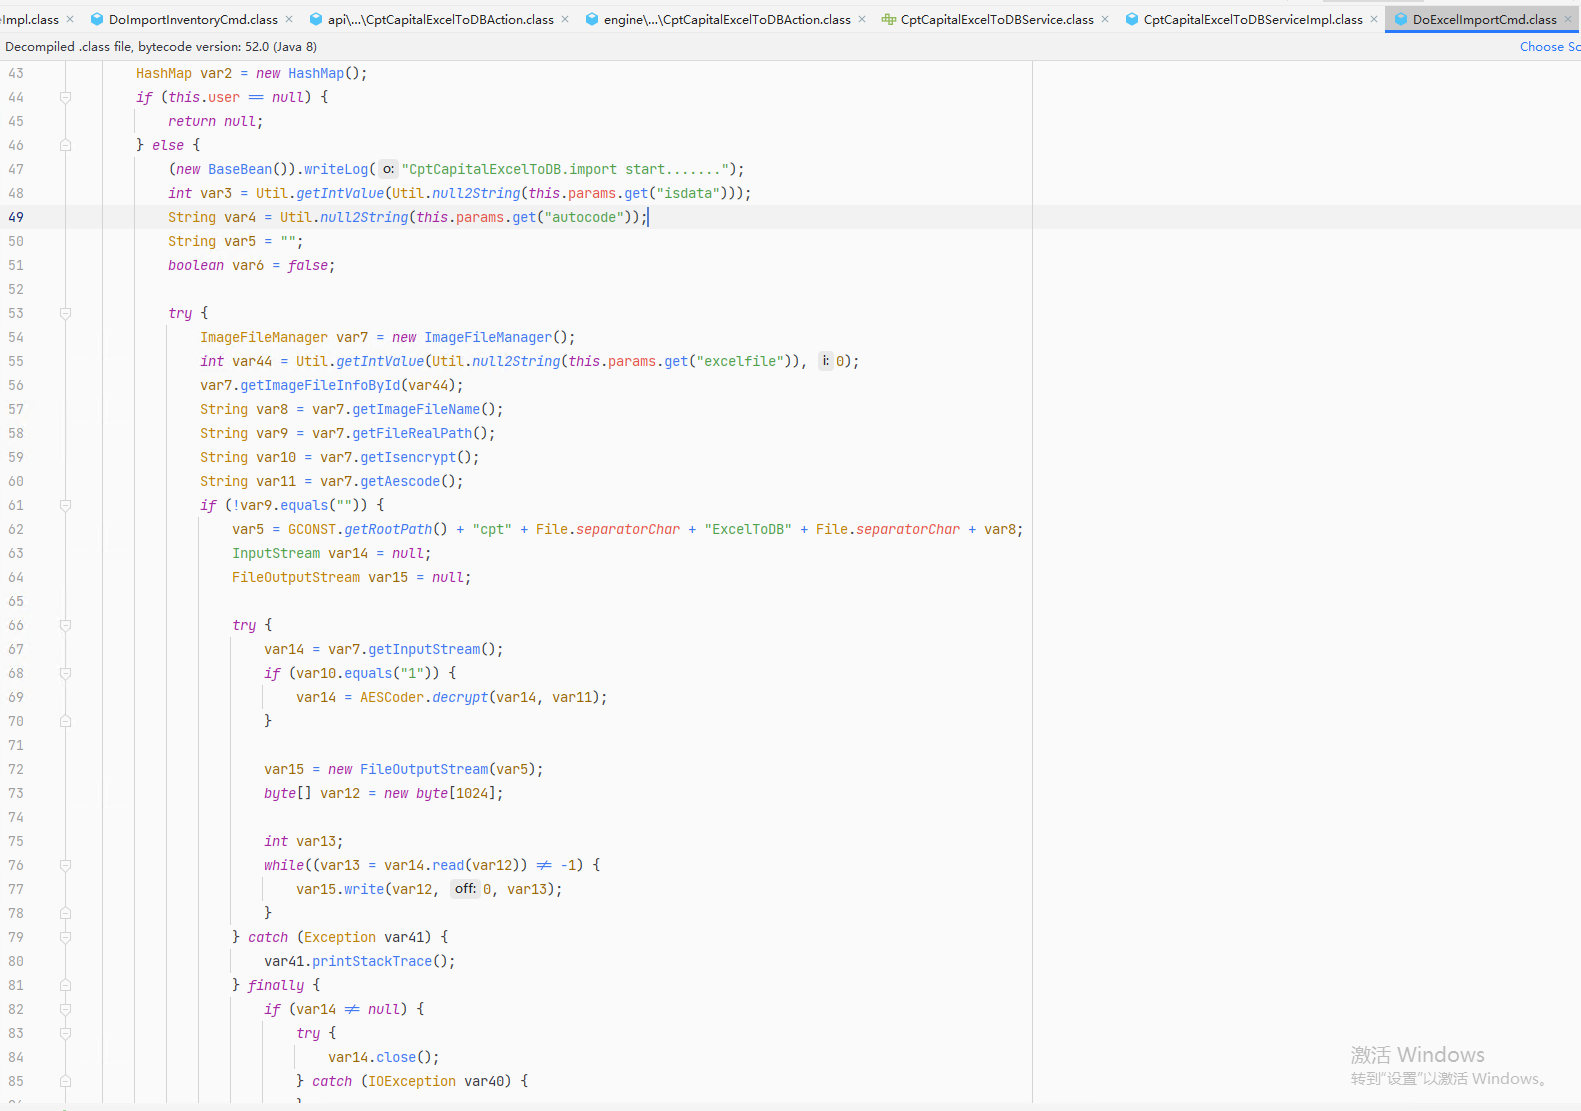 eImpl.class × DoImportInventoryCmd.class × api\...\CptCapitalExcelToDBAction.class × engine\...\CptCapitalExcelToDBAction.class × CptCapitalExcelToDBService.class × CptCapitalExcelToDBServiceImpl.class × DoExcelImportCmd.class ×
Decompiled .class file, bytecode version: 52.0 (Java 8) Choose So
43 HashMap var2 = new HashMap();
44 if (this.user == null) {
45 return null;
46 } else {
47 (new BaseBean()).writeLog( o: "CptCapitalExcelToDB.import start.......");
48 int var3 = Util.getIntValue(Util.null2String(this.params.get("isdata")));
49 String var4 = Util.null2String(this.params.get("autocode"));
50 String var5 = "";
51 boolean var6 = false;
52
53 try {
54 ImageFileManager var7 = new ImageFileManager();
55 int var44 = Util.getIntValue(Util.null2String(this.params.get("excelfile")), i: 0);
56 var7.getImageFileInfoById(var44);
57 String var8 = var7.getImageFileName();
58 String var9 = var7.getFileRealPath();
59 String var10 = var7.getIsencrypt();
60 String var11 = var7.getAescode();
61 if (!var9.equals("")) {
62 var5 = GCONST.getRootPath() + "cpt" + File.separatorChar + "ExcelToDB" + File.separatorChar + var8;
63 InputStream var14 = null;
64 FileOutputStream var15 = null;
65
66 try {
67 var14 = var7.getInputStream();
68 if (var10.equals("1")) {
69 var14 = AESCoder.decrypt(var14, var11);
70 }
71
72 var15 = new FileOutputStream(var5);
73 byte[] var12 = new byte[1024];
74
75 int var13;
76 while((var13 = var14.read(var12)) != -1) {
77 var15.write(var12, off: 0, var13);
78 }
79 } catch (Exception var41) {
80 var41.printStackTrace();
81 } finally {
82 if (var14 != null) {
83 try {
84 var14.close();
85 } catch (IOException var40) {
激活 Windows
转到"设置"以激活 Windows。